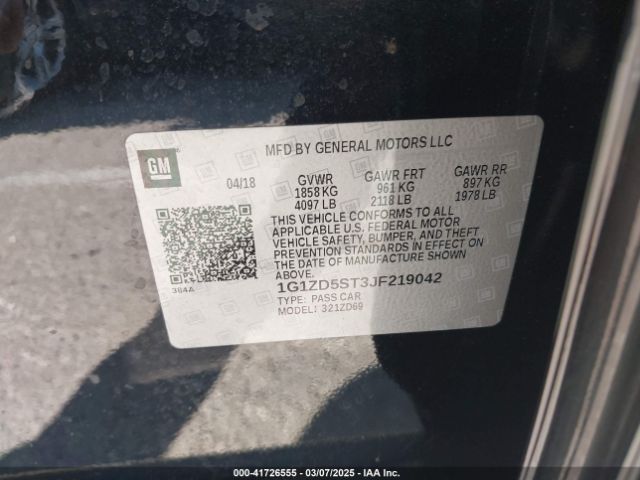 MFD BY GENERAL MOTORS LLC
GM
04/18
GVWR GAWR FRT GAWR RR
1858 KG 961 KG 897 KG
4097 LB 2118 LB 1978 LB
THIS VEHICLE CONFORMS TO ALL
APPLICABLE U.S. FEDERAL MOTOR
VEHICLE SAFETY, BUMPER, AND THEFT
PREVENTION STANDARDS IN EFFECT ON
THE DATE OF MANUFACTURE SHOWN
ABOVE.
384A
1G1ZD5ST3JF219042
TYPE: PASS CAR
MODEL: 321ZD69
000-41726555 — 03/07/2025 — IAA Inc.